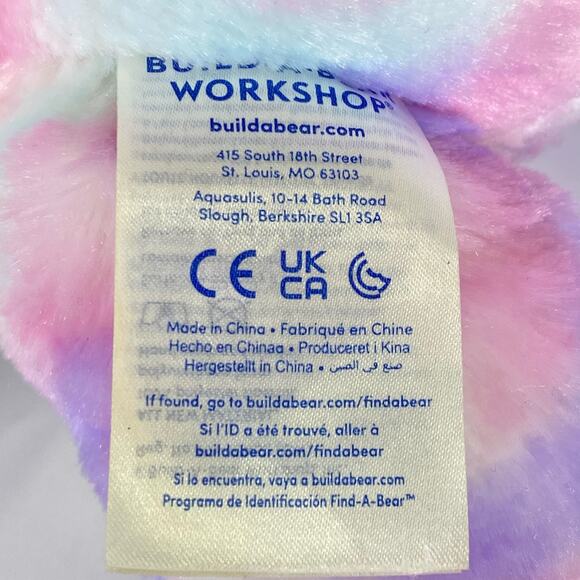 BUILD-A-BEAR
WORKSHOP®
buildabear.com
415 South 18th Street
St. Louis, MO 63103
Aquasulis, 10-14 Bath Road
Slough, Berkshire SL1 3SA
CE UK CA
Made in China • Fabriqué en Chine
Hecho en Chinaa • Produceret i Kina
Hergestellt in China • صنع في الصين
If found, go to buildabear.com/findabear
Si l'ID a été trouvé, aller à
buildabear.com/findabear
Si lo encuentra, vaya a buildabear.com
Programa de Identificación Find-A-Bear™